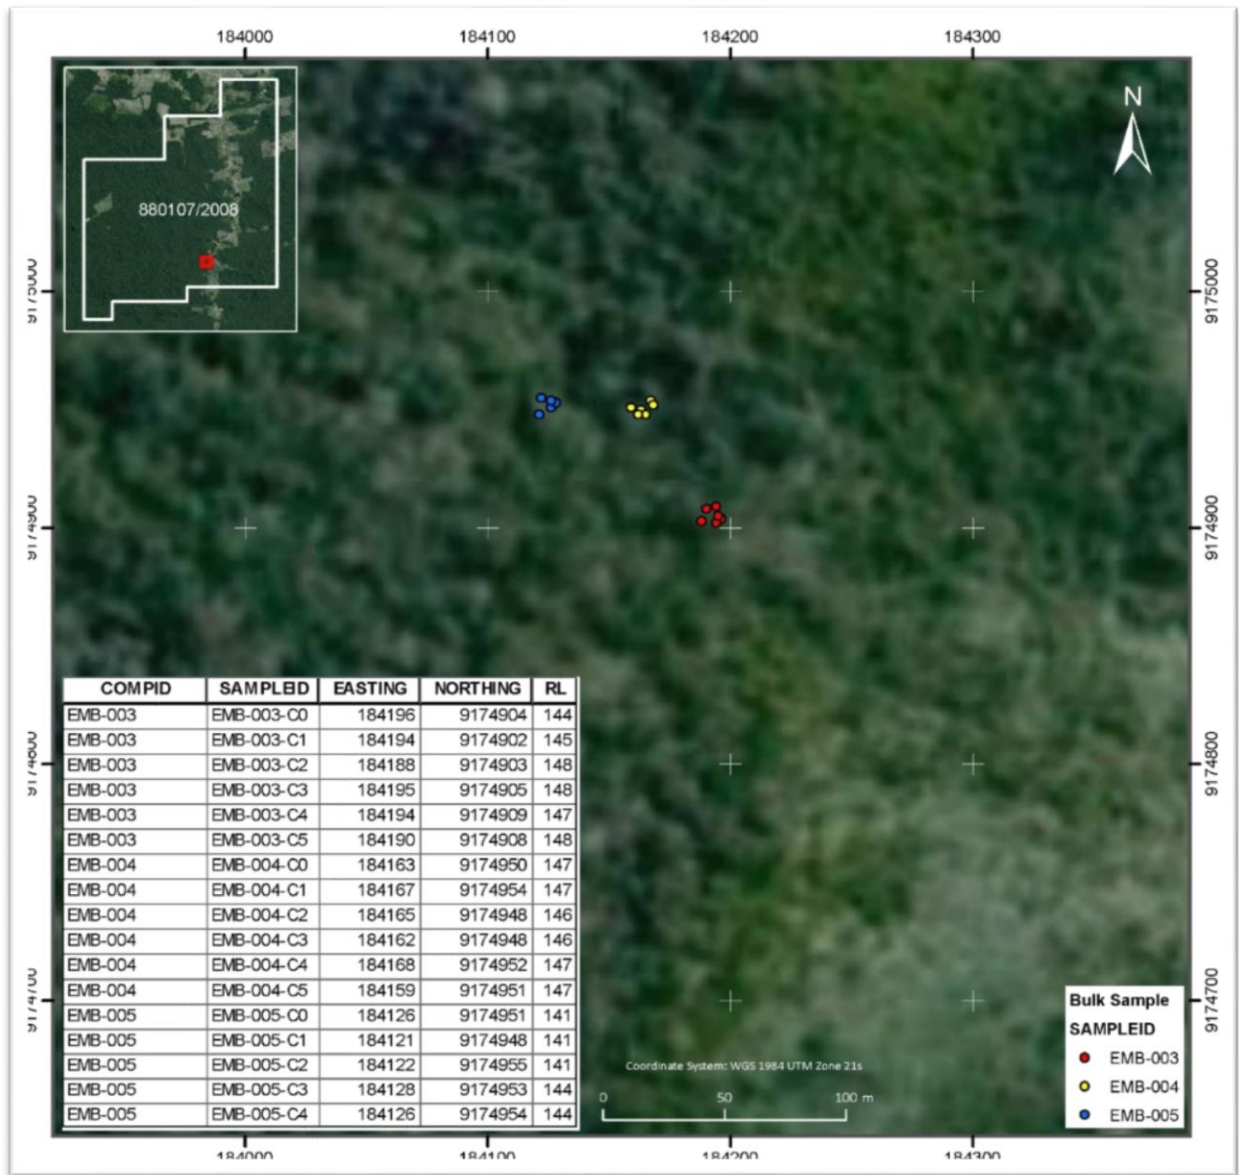 184000 184100 184200 184300
N
880107/2008
9175000
9174900
9174800
9174700
COMPID SAMPLEID EASTING NORTHING RL
EMB-003 EMB-003-C0 184196 9174904 144
EMB-003 EMB-003-C1 184194 9174902 145
EMB-003 EMB-003-C2 184188 9174903 148
EMB-003 EMB-003-C3 184195 9174905 148
EMB-003 EMB-003-C4 184194 9174909 147
EMB-003 EMB-003-C5 184190 9174908 148
EMB-004 EMB-004-C0 184163 9174950 147
EMB-004 EMB-004-C1 184167 9174954 147
EMB-004 EMB-004-C2 184165 9174948 146
EMB-004 EMB-004-C3 184162 9174948 146
EMB-004 EMB-004-C4 184168 9174952 147
EMB-004 EMB-004-C5 184159 9174951 147
EMB-005 EMB-005-C0 184126 9174951 141
EMB-005 EMB-005-C1 184121 9174948 141
EMB-005 EMB-005-C2 184122 9174955 141
EMB-005 EMB-005-C3 184128 9174953 144
EMB-005 EMB-005-C4 184126 9174954 144
Coordinate System: WGS 1984 UTM Zone 21s
0 50 100 m
Bulk Sample
SAMPLEID
EMB-003
EMB-004
EMB-005
184000 184100 184200 184300